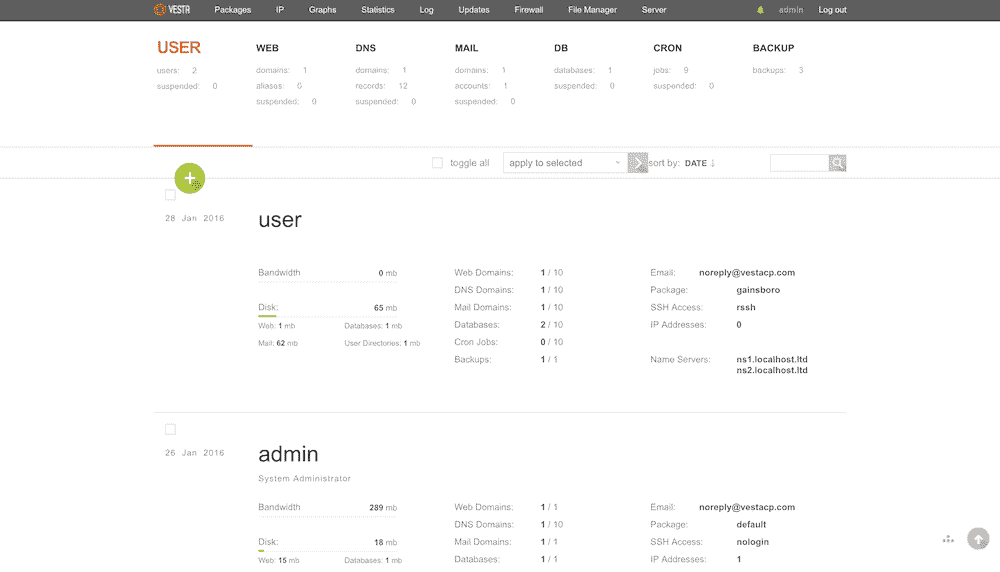 VESTA Packages IP Graphs Statistics Log Updates Firewall File Manager Server admin Log out
USER WEB DNS MAIL DB CRON BACKUP
users: 2 domains: 1 domains: 1 domains: 1 databases: 1 jobs: 9 backups: 3
suspended: 0 aliases: 0 records: 12 accounts: 1 suspended: 0 suspended: 0
suspended: 0 suspended: 0 suspended: 0
toggle all apply to selected sort by: DATE ↓
28 Jan 2016 user
Bandwidth 0 mb Web Domains: 1 / 10 Email: noreply@vestacp.com
DNS Domains: 1 / 10 Package: gainsboro
Disk: 65 mb Mail Domains: 1 / 10 SSH Access: rssh
Web: 1 mb Databases: 1 mb Databases: 2 / 10 IP Addresses: 0
Mail: 62 mb User Directories: 1 mb Cron Jobs: 0 / 10
Backups: 1 / 1 Name Servers: ns1.localhost.ltd
ns2.localhost.ltd
26 Jan 2016 admin
System Administrator
Bandwidth 289 mb Web Domains: 1 / 1 Email: noreply@vestacp.com
DNS Domains: 1 / 10 Package: default
Disk: 18 mb Mail Domains: 1 / 1 SSH Access: nologin
Web: 15 mb Databases: 1 mb Databases: 1 / 1 IP Addresses: 1